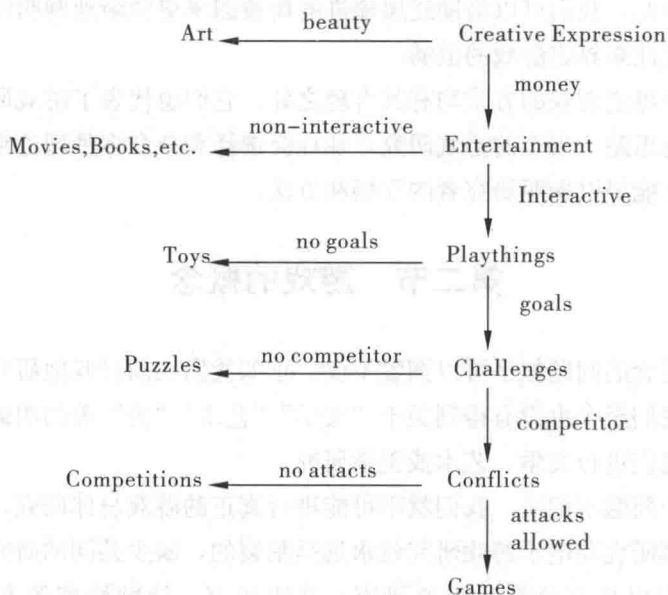 beauty
Art Creative Expression
money
non-interactive
Movies,Books,etc. Entertainment
Interactive
no goals
Toys Playthings
goals
no competitor
Puzzles Challenges
competitor
no attacts
Competitions Conflicts
attacks
allowed
Games